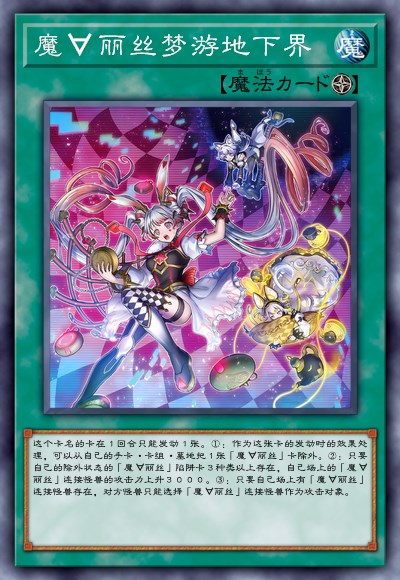 魔∀丽丝梦游地下界
魔
【魔法カード】
まほう
这个卡名的卡在1回合只能发动1张。①：作为这张卡的发动时的效果处
理，可以从自己的手卡·卡组·墓地把1张「魔∀丽丝」卡除外。②：只要
自己的除外状态的「魔∀丽丝」陷阱卡3种类以上存在，自己场上的「魔∀
丽丝」连接怪兽的攻击力上升3000。③：只要自己场上有「魔∀丽丝」
连接怪兽存在，对方怪兽只能选择「魔∀丽丝」连接怪兽作为攻击对象。